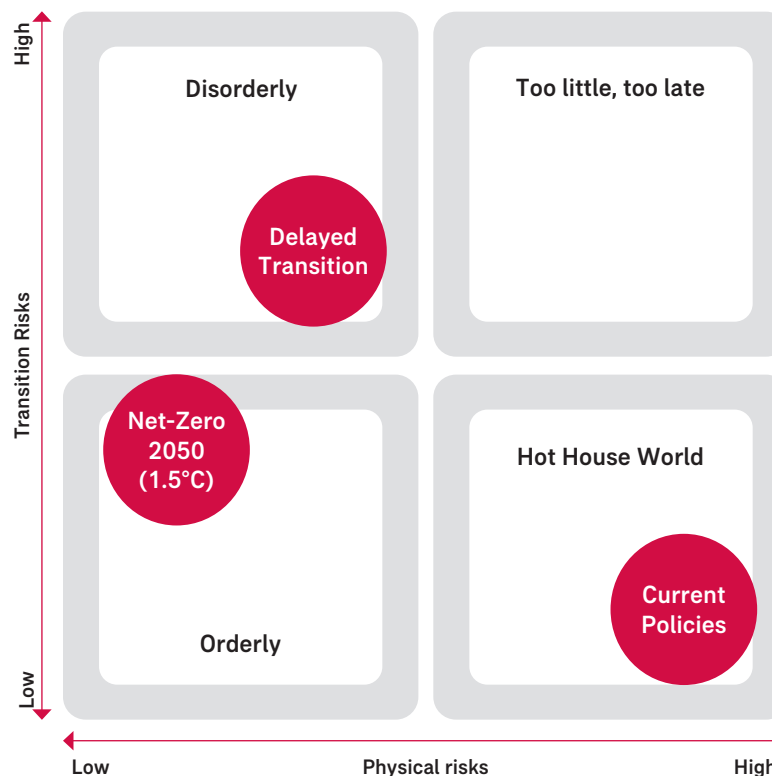 High
Disorderly
Too little, too late
Delayed
Transition
Transition Risks
Net-Zero
2050
(1.5°C)
Hot House World
Current
Policies
Orderly
Low
Low
Physical risks
High